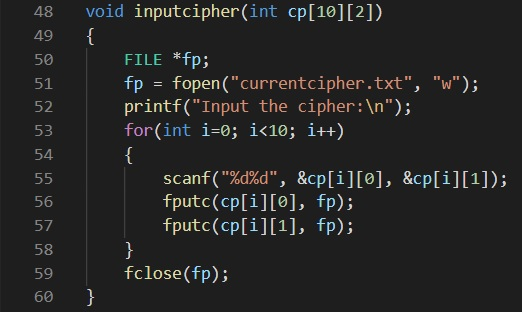 48 void inputcipher(int cp[10][2])
49 {
50     FILE *fp;
51     fp = fopen("currentcipher.txt", "w");
52     printf("Input the cipher:\n");
53     for(int i=0; i<10; i++)
54     {
55         scanf("%d%d", &cp[i][0], &cp[i][1]);
56         fputc(cp[i][0], fp);
57         fputc(cp[i][1], fp);
58     }
59     fclose(fp);
60 }